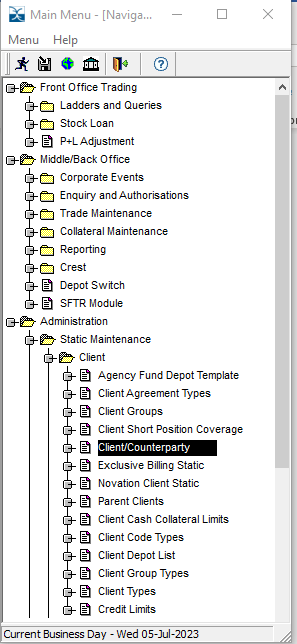 Main Menu - [Naviga...
Menu Help
Front Office Trading
Ladders and Queries
Stock Loan
P+L Adjustment
Middle/Back Office
Corporate Events
Enquiry and Authorisations
Trade Maintenance
Collateral Maintenance
Reporting
Crest
Depot Switch
SFTR Module
Administration
Static Maintenance
Client
Agency Fund Depot Template
Client Agreement Types
Client Groups
Client Short Position Coverage
Client/Counterparty
Exclusive Billing Static
Novation Client Static
Parent Clients
Client Cash Collateral Limits
Client Code Types
Client Depot List
Client Group Types
Client Types
Credit Limits
Current Business Day - Wed 05-Jul-2023